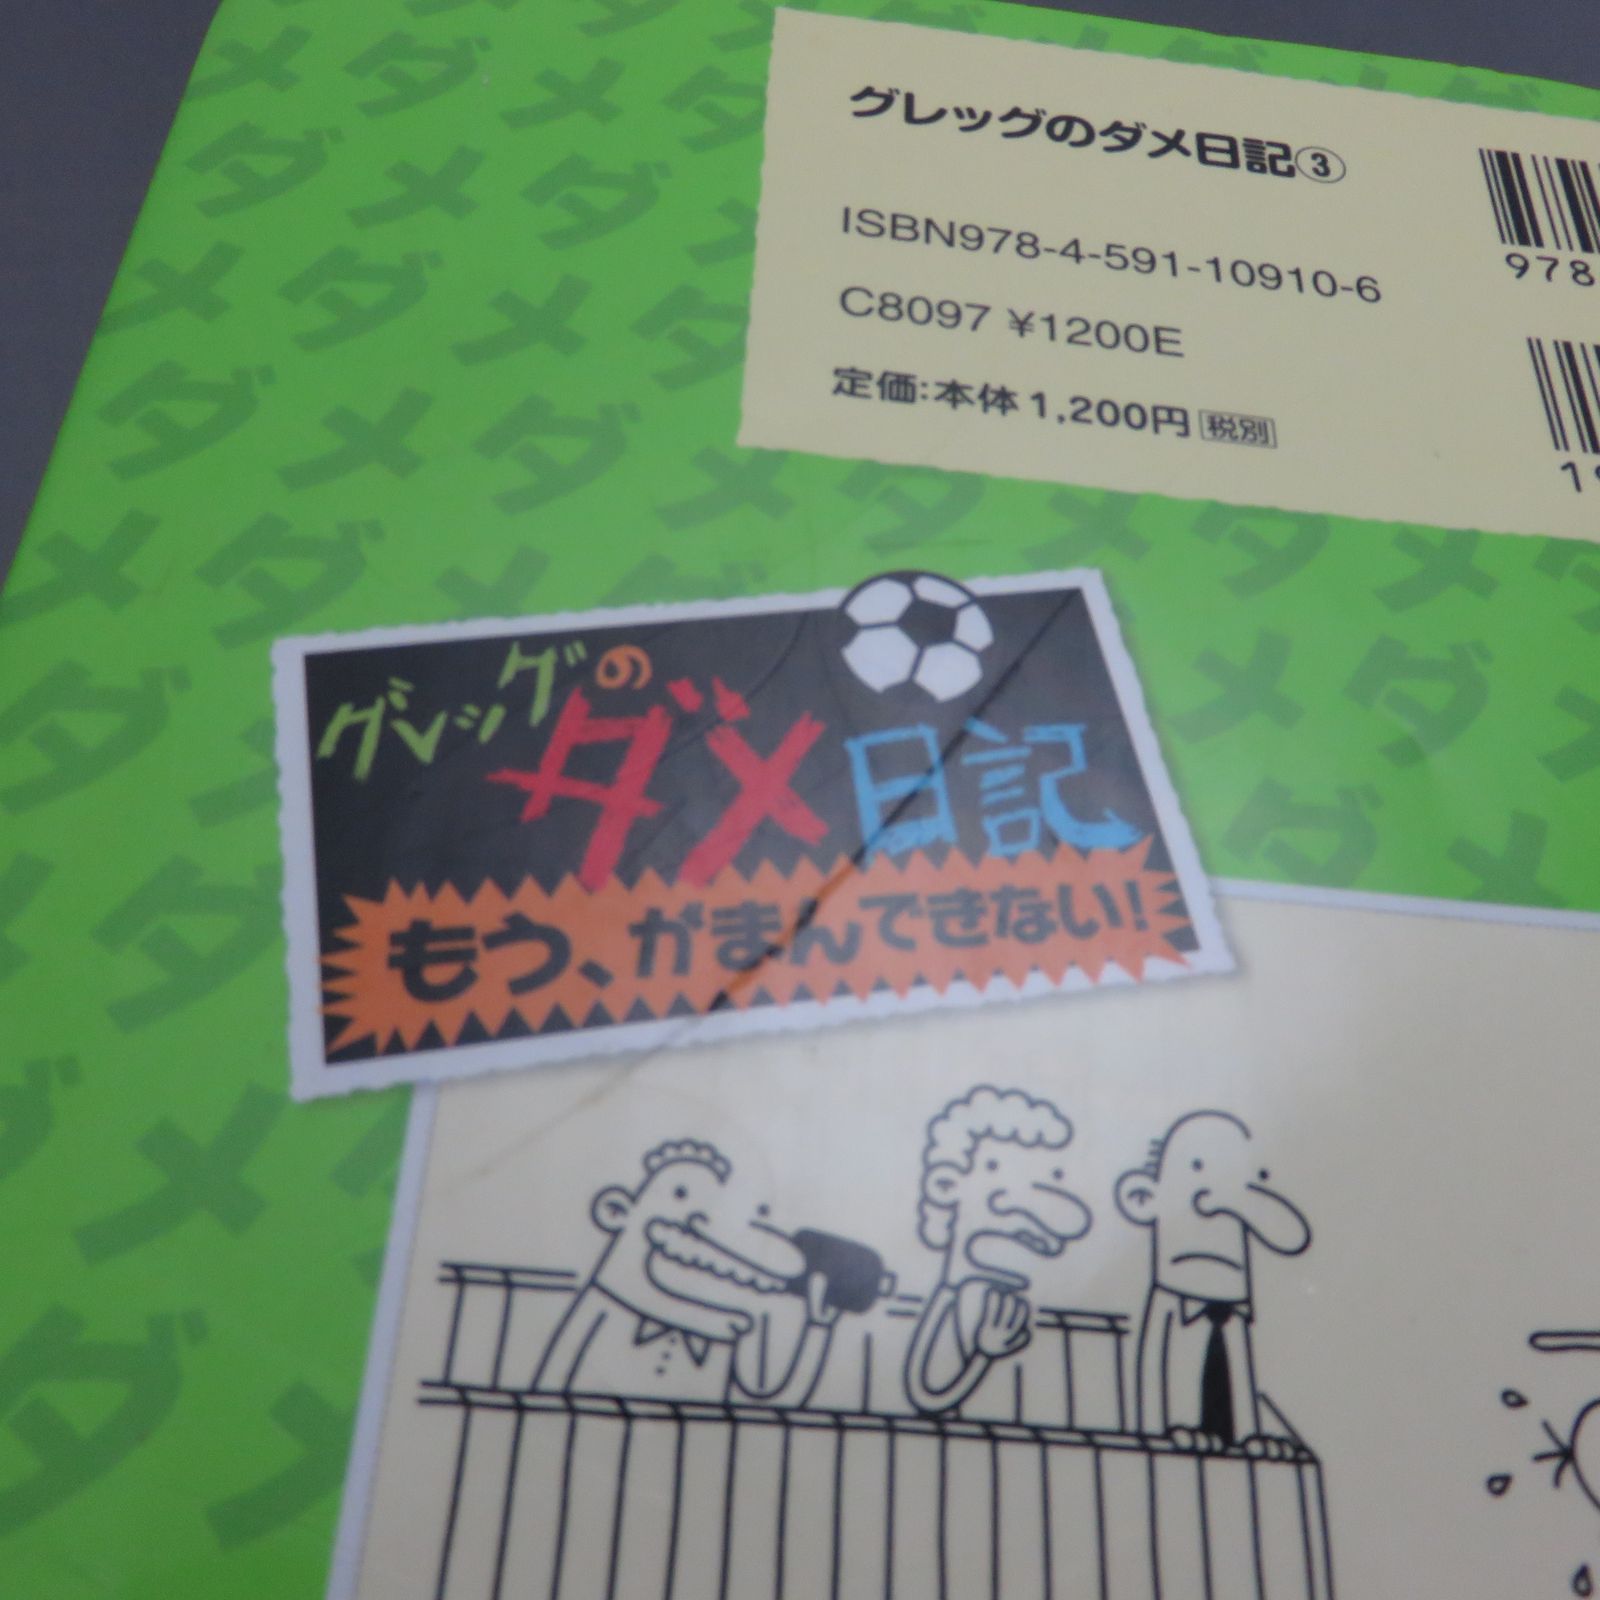 グレッグのダメ日記③
ISBN978-4-591-10910-6
C8097 ¥1200E
定価:本体1,200円 税別
978
19
グレッグの
ダメ日記
もう、がまんできない!